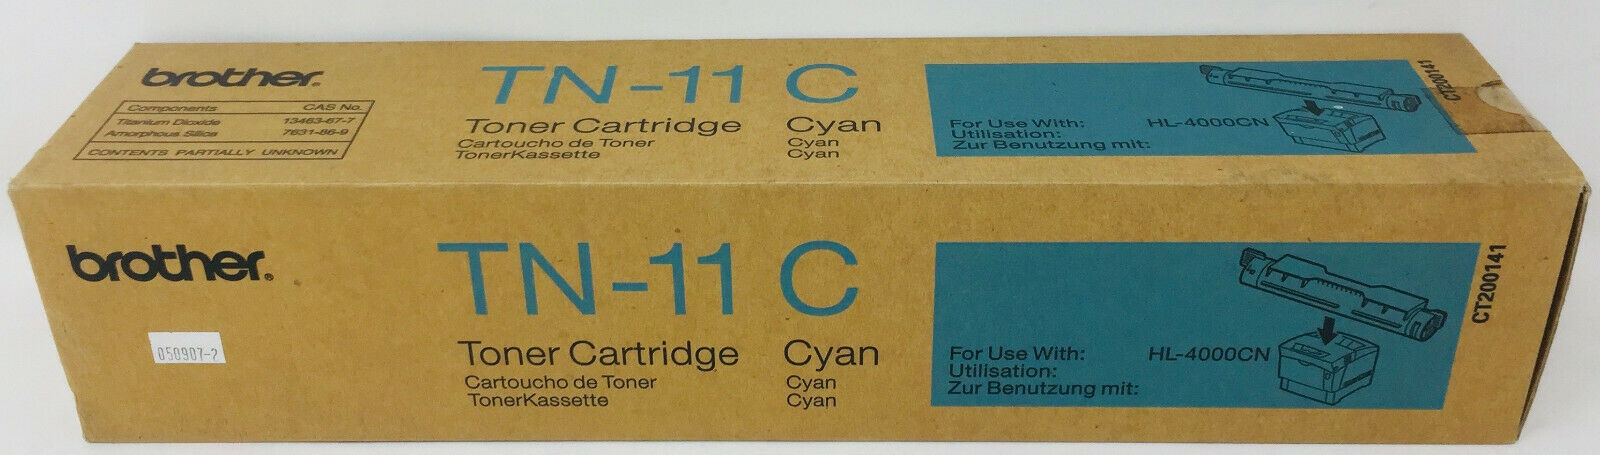 brother.
Components CAS No.
Titanium Dioxide 13463-67-7
Amorphous Silica 7631-86-9
CONTENTS PARTIALLY UNKNOWN
TN-11 C
Toner Cartridge Cyan
Cartoucho de Toner Cyan
TonerKassette Cyan
For Use With: HL-4000CN
Utilisation:
Zur Benutzung mit:
CT200141
brother®
050907-2
TN-11 C
Toner Cartridge Cyan
Cartoucho de Toner Cyan
TonerKassette Cyan
For Use With: HL-4000CN
Utilisation:
Zur Benutzung mit:
CT200141